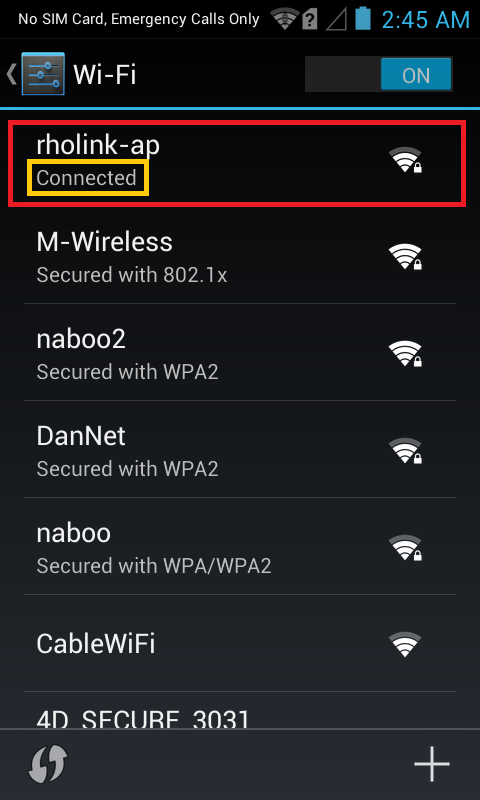 No SIM Card, Emergency Calls Only ? 2:45 AM
Wi-Fi ON
rholink-ap
Connected
M-Wireless
Secured with 802.1x
naboo2
Secured with WPA2
DanNet
Secured with WPA2
naboo
Secured with WPA/WPA2
CableWiFi
4D_SECURE_3031